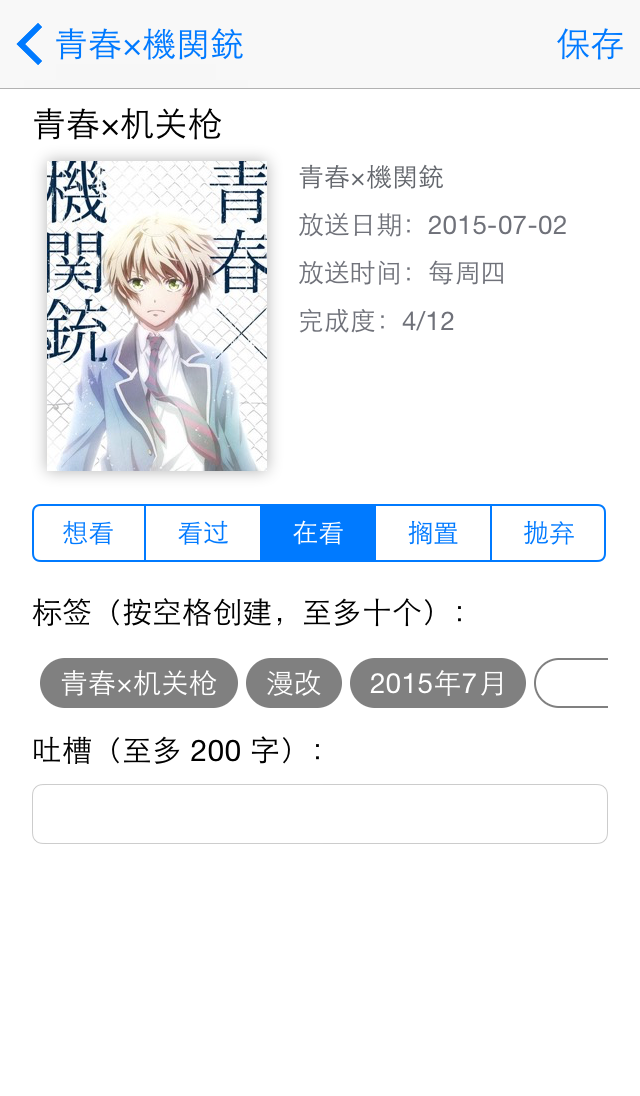 青春×機関銃
保存
青春×机关枪
青春×
機関銃
青春×機関銃
放送日期：2015-07-02
放送时间：每周四
完成度：4/12
想看
看过
在看
搁置
抛弃
标签（按空格创建，至多十个）：
青春×机关枪
漫改
2015年7月
吐槽（至多 200 字）：